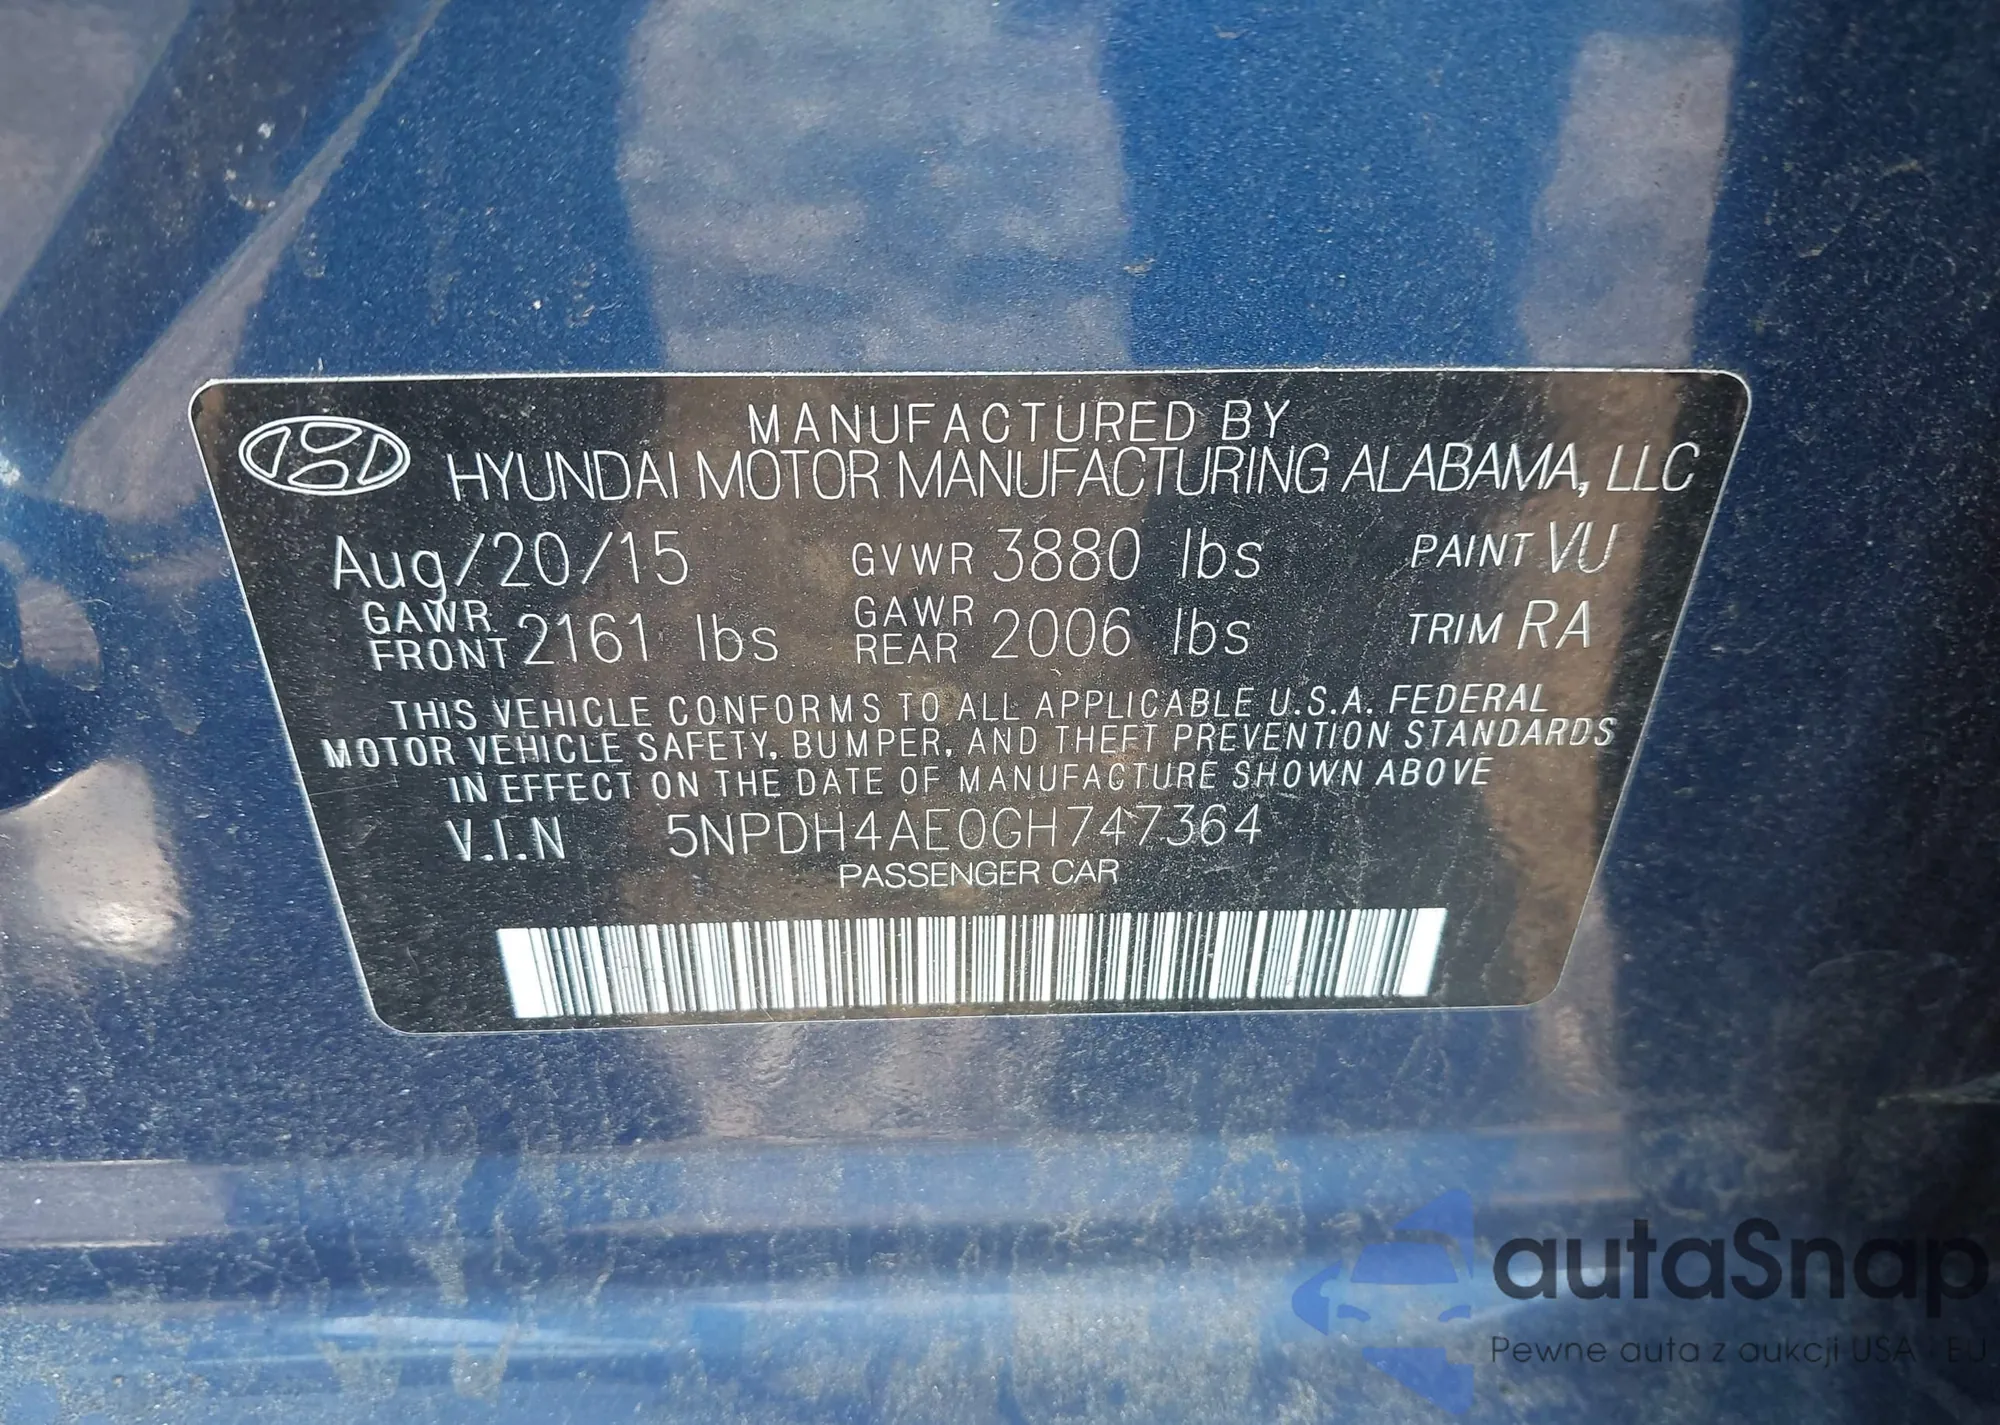 MANUFACTURED BY
HYUNDAI MOTOR MANUFACTURING ALABAMA, LLC
Aug/20/15 GVWR 3880 lbs PAINT VU
GAWR FRONT 2161 lbs GAWR REAR 2006 lbs TRIM RA
THIS VEHICLE CONFORMS TO ALL APPLICABLE U.S.A. FEDERAL
MOTOR VEHICLE SAFETY, BUMPER, AND THEFT PREVENTION STANDARDS
IN EFFECT ON THE DATE OF MANUFACTURE SHOWN ABOVE
V.I.N 5NPDH4AE0GH747364
PASSENGER CAR
autaSnap
Pewne auta z aukcji USA i EU